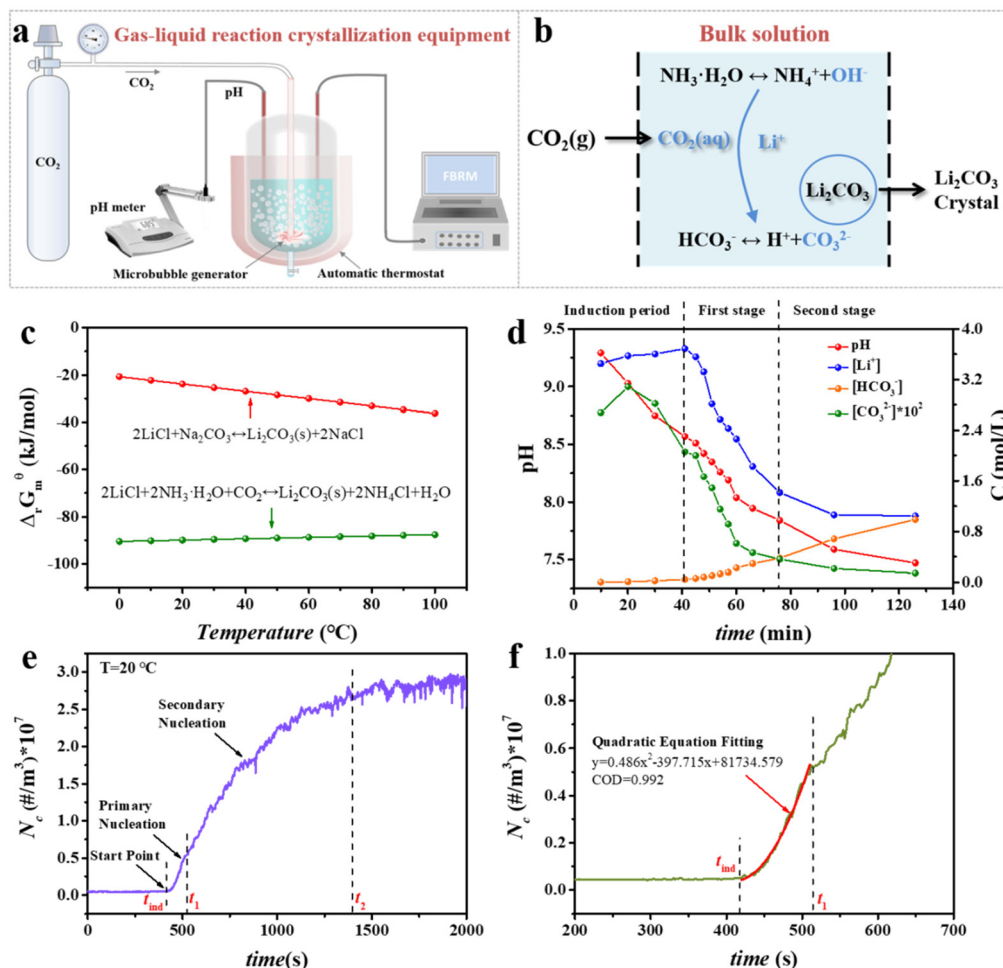 a
Gas-liquid reaction crystallization equipment
CO₂
pH
CO₂
FBRM
pH meter
Microbubble generator
Automatic thermostat
b
Bulk solution
NH₃·H₂O ↔ NH₄⁺+OH⁻
CO₂(g)
CO₂(aq)
Li⁺
Li₂CO₃
Li₂CO₃
Crystal
HCO₃⁻ ↔ H⁺+CO₃²⁻
c
0
-20
-40
-60
-80
-100
ΔᵣGₘ^θ (kJ/mol)
2LiCl+Na₂CO₃↔Li₂CO₃(s)+2NaCl
2LiCl+2NH₃·H₂O+CO₂↔Li₂CO₃(s)+2NH₄Cl+H₂O
0 20 40 60 80 100
Temperature (°C)
d
Induction period First stage Second stage
9.5
9.0
8.5
8.0
7.5
pH
pH
[Li⁺]
[HCO₃⁻]
[CO₃²⁻]*10²
4.0
3.2
2.4
1.6
0.8
0.0
C (mol/L)
0 20 40 60 80 100 120 140
time (min)
e
T=20 °C
3.0
2.5
2.0
1.5
1.0
0.5
0.0
N_c (#/m³)*10⁷
Secondary
Nucleation
Primary
Nucleation
Start Point
t_ind
t₁
t₂
0 500 1000 1500 2000
time(s)
f
1.0
0.8
0.6
0.4
0.2
0.0
N_c (#/m³)*10⁷
Quadratic Equation Fitting
y=0.486x²-397.715x+81734.579
COD=0.992
t_ind
t₁
200 300 400 500 600 700
time (s)